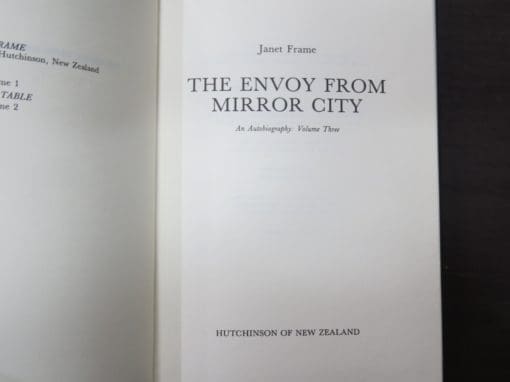 RAME
Hutchinson, New Zealand
me 1
TABLE
me 2
Janet Frame
THE ENVOY FROM
MIRROR CITY
An Autobiography: Volume Three
HUTCHINSON OF NEW ZEALAND